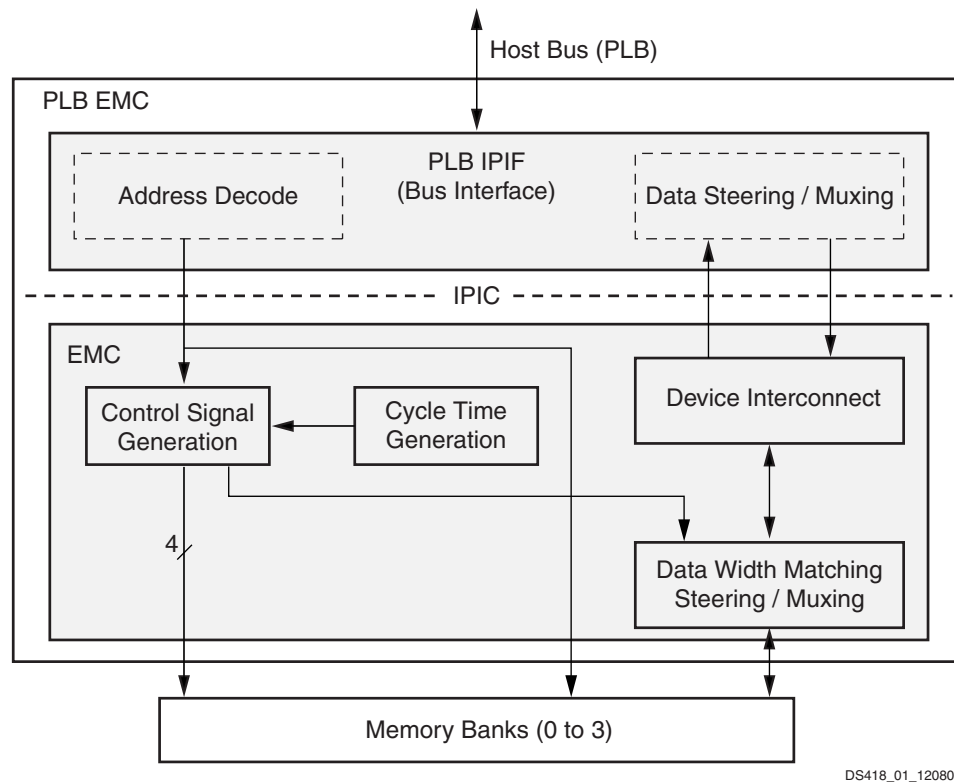 Host Bus (PLB)
PLB EMC
PLB IPIF
(Bus Interface)
Address Decode
Data Steering / Muxing
IPIC
EMC
Control Signal
Generation
Cycle Time
Generation
Device Interconnect
4
Data Width Matching
Steering / Muxing
Memory Banks (0 to 3)
DS418_01_12080